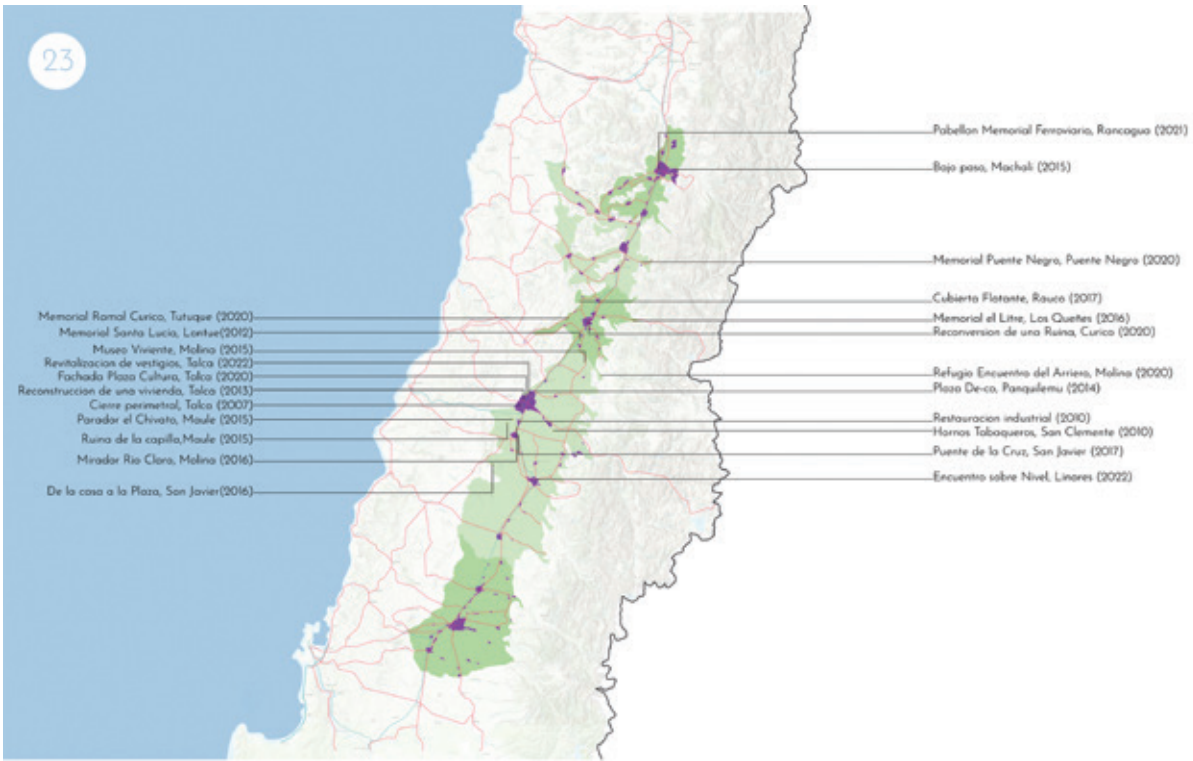 23
Pabellon Memorial Ferroviario, Rancagua (2021)
Bajo paso, Machali (2015)
Memorial Puente Negro, Puente Negro (2020)
Cubierta Flotante, Rauco (2017)
Memorial el Litre, Los Queñes (2016)
Reconversion de una Ruina, Curico (2020)
Refugio Encuentro del Arriero, Molina (2020)
Plaza De-co, Panquilemu (2014)
Restauracion industrial (2010)
Hornos Tabaqueros, San Clemente (2010)
Puente de la Cruz, San Javier (2017)
Encuentro sobre Nivel, Linares (2022)
Memorial Ramal Curico, Tutuque (2020)
Memorial Santa Lucia, Lontue(2012)
Museo Viviente, Molina (2015)
Revitalizacion de vestigios, Talca (2022)
Fachada Plaza Cultura, Talca (2020)
Reconstruccion de una vivienda, Talca (2013)
Cierre perimetral, Talca (2007)
Parador el Chivato, Maule (2015)
Ruina de la capilla,Maule (2015)
Mirador Rio Claro, Molina (2016)
De la casa a la Plaza, San Javier(2016)